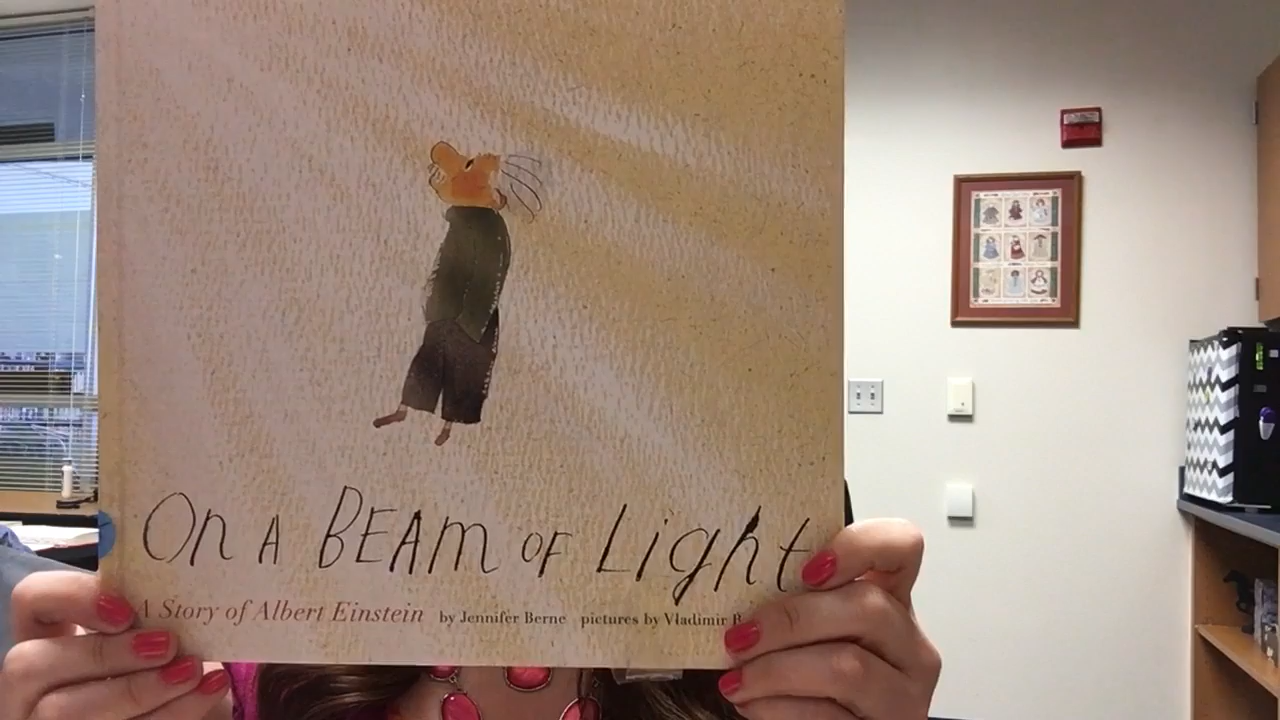 On A BEAM OF Light
A Story of Albert Einstein by Jennifer Berne pictures by Vladimir